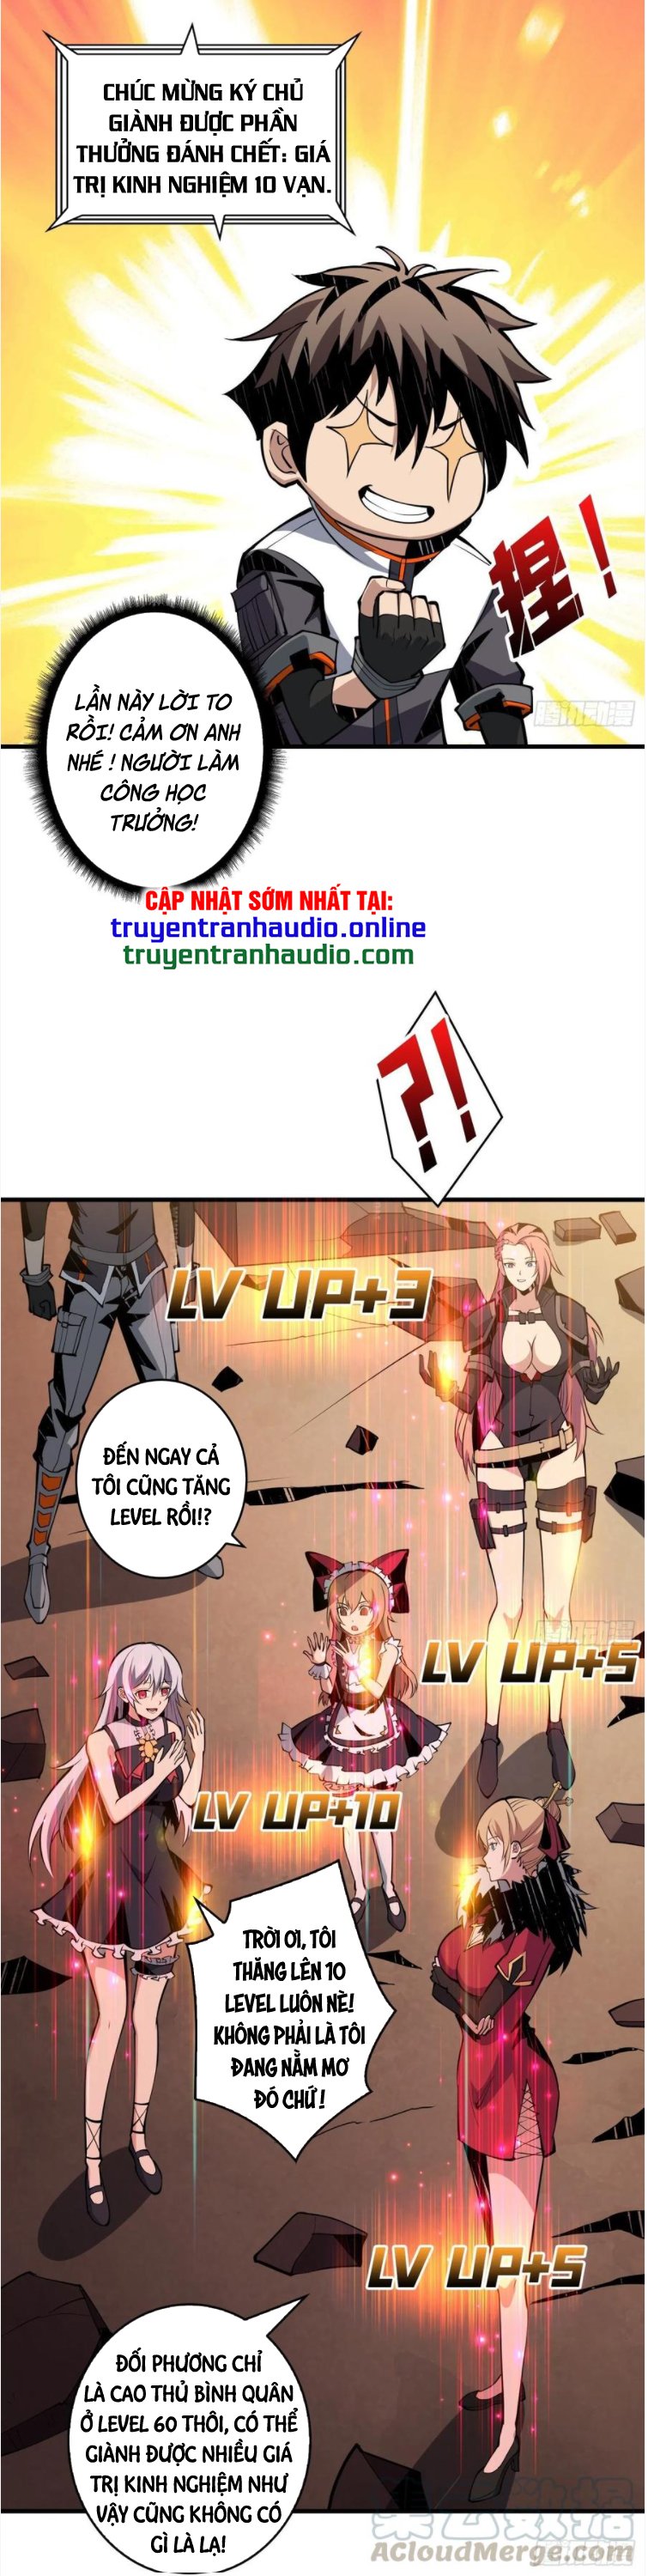 CHÚC MỪNG KÝ CHỦ
GIÀNH ĐƯỢC PHẦN
THƯỞNG ĐÁNH CHẾT: GIÁ
TRỊ KINH NGHIỆM 10 VẠN.
捏!
LẦN NÀY LỜI TO
RỒI! CẢM ƠN ANH
NHÉ ! NGƯỜI LÀM
CÔNG HỌC
TRƯỞNG!
CẬP NHẬT SỚM NHẤT TẠI:
truyentranhaudio.online
truyentranhaudio.com
?!
LV UP+3
ĐẾN NGAY CẢ
TÔI CŨNG TĂNG
LEVEL RỒI!?
LV UP+5
LV UP+10
TRỜI ƠI, TÔI
THĂNG LÊN 10
LEVEL LUÔN NÈ!
KHÔNG PHẢI LÀ TÔI
ĐANG NẰM MƠ
ĐÓ CHỨ !
LV UP+5
ĐỐI PHƯƠNG CHỈ
LÀ CAO THỦ BÌNH QUÂN
Ở LEVEL 60 THÔI, CÓ THỂ
GIÀNH ĐƯỢC NHIỀU GIÁ
TRỊ KINH NGHIỆM NHƯ
VẬY CŨNG KHÔNG CÓ
GÌ LÀ LẠ!
AcloudMerge.com